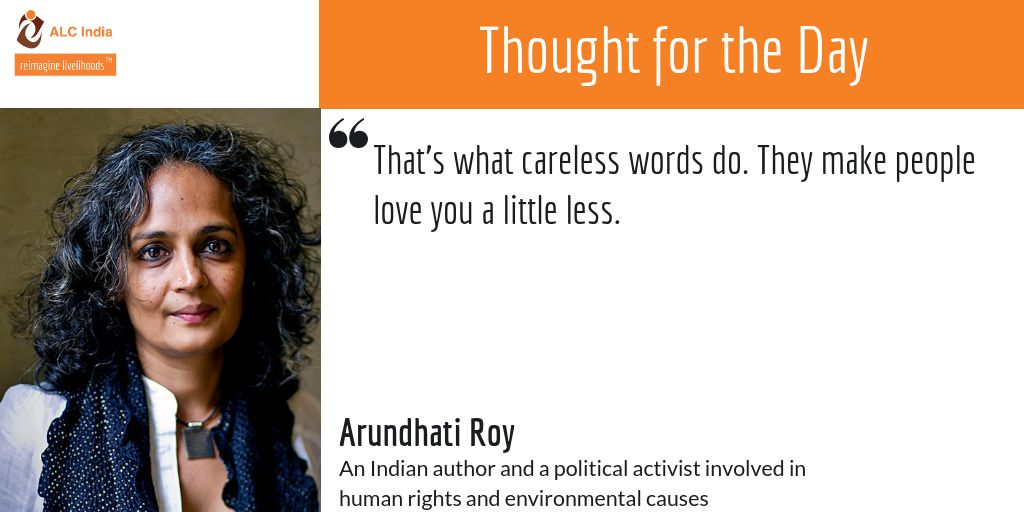 ALC India
reimagine livelihoods™
Thought for the Day
“
That's what careless words do. They make people
love you a little less.
Arundhati Roy
An Indian author and a political activist involved in
human rights and environmental causes